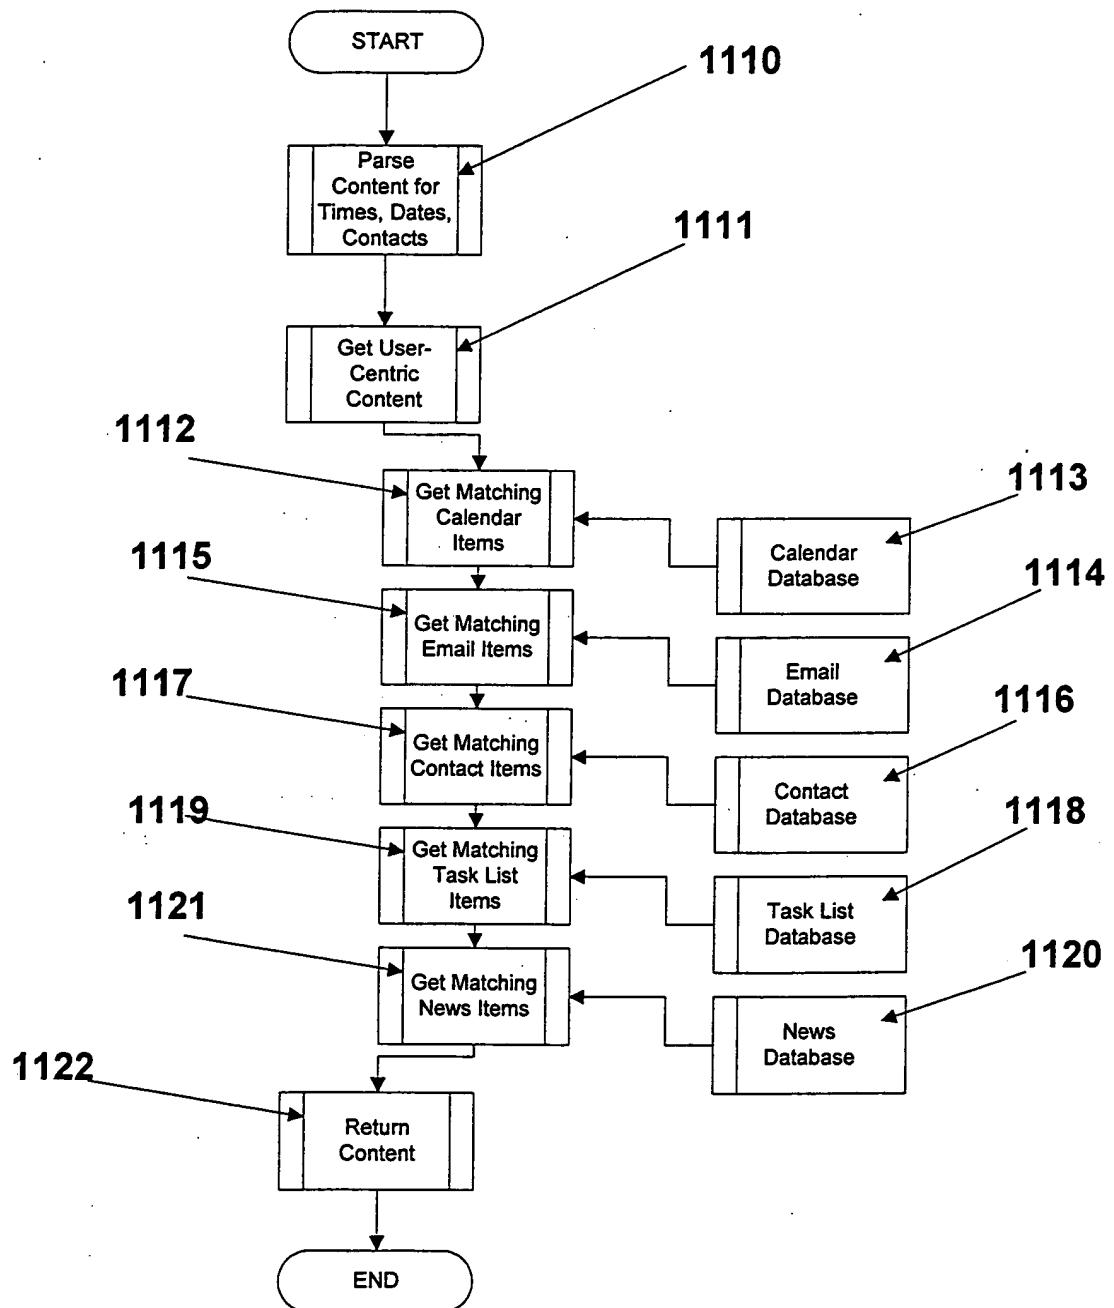 START
1110
Parse
Content for
Times, Dates,
Contacts
1111
Get User-
Centric
Content
1112
Get Matching
Calendar
Items
1113
Calendar
Database
1115
Get Matching
Email Items
1114
Email
Database
1117
Get Matching
Contact Items
1116
Contact
Database
1119
Get Matching
Task List
Items
1118
Task List
Database
1121
Get Matching
News Items
1120
News
Database
1122
Return
Content
END